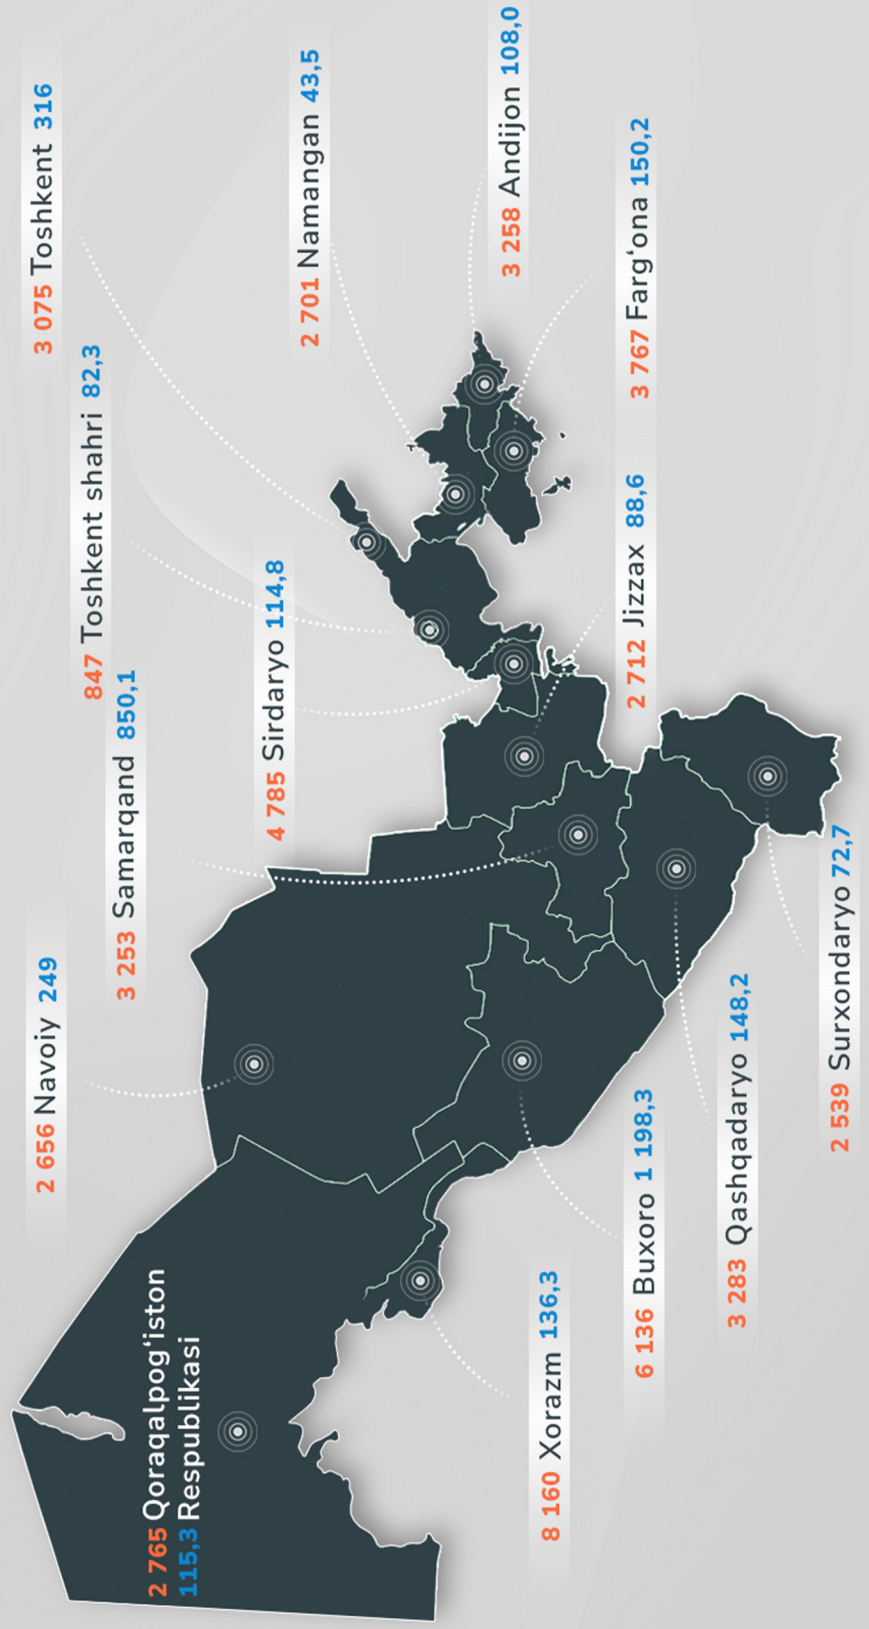 3 075 Toshkent 316
847 Toshkent shahri 82,3
3 253 Samarqand 850,1
2 656 Navoiy 249
2 701 Namangan 43,5
4 785 Sirdaryo 114,8
3 258 Andijon 108,0
3 767 Farg‘ona 150,2
2 712 Jizzax 88,6
2 765 Qoraqalpog‘iston
115,3 Respublikasi
8 160 Xorazm 136,3
6 136 Buxoro 1 198,3
3 283 Qashqadaryo 148,2
2 539 Surxondaryo 72,7